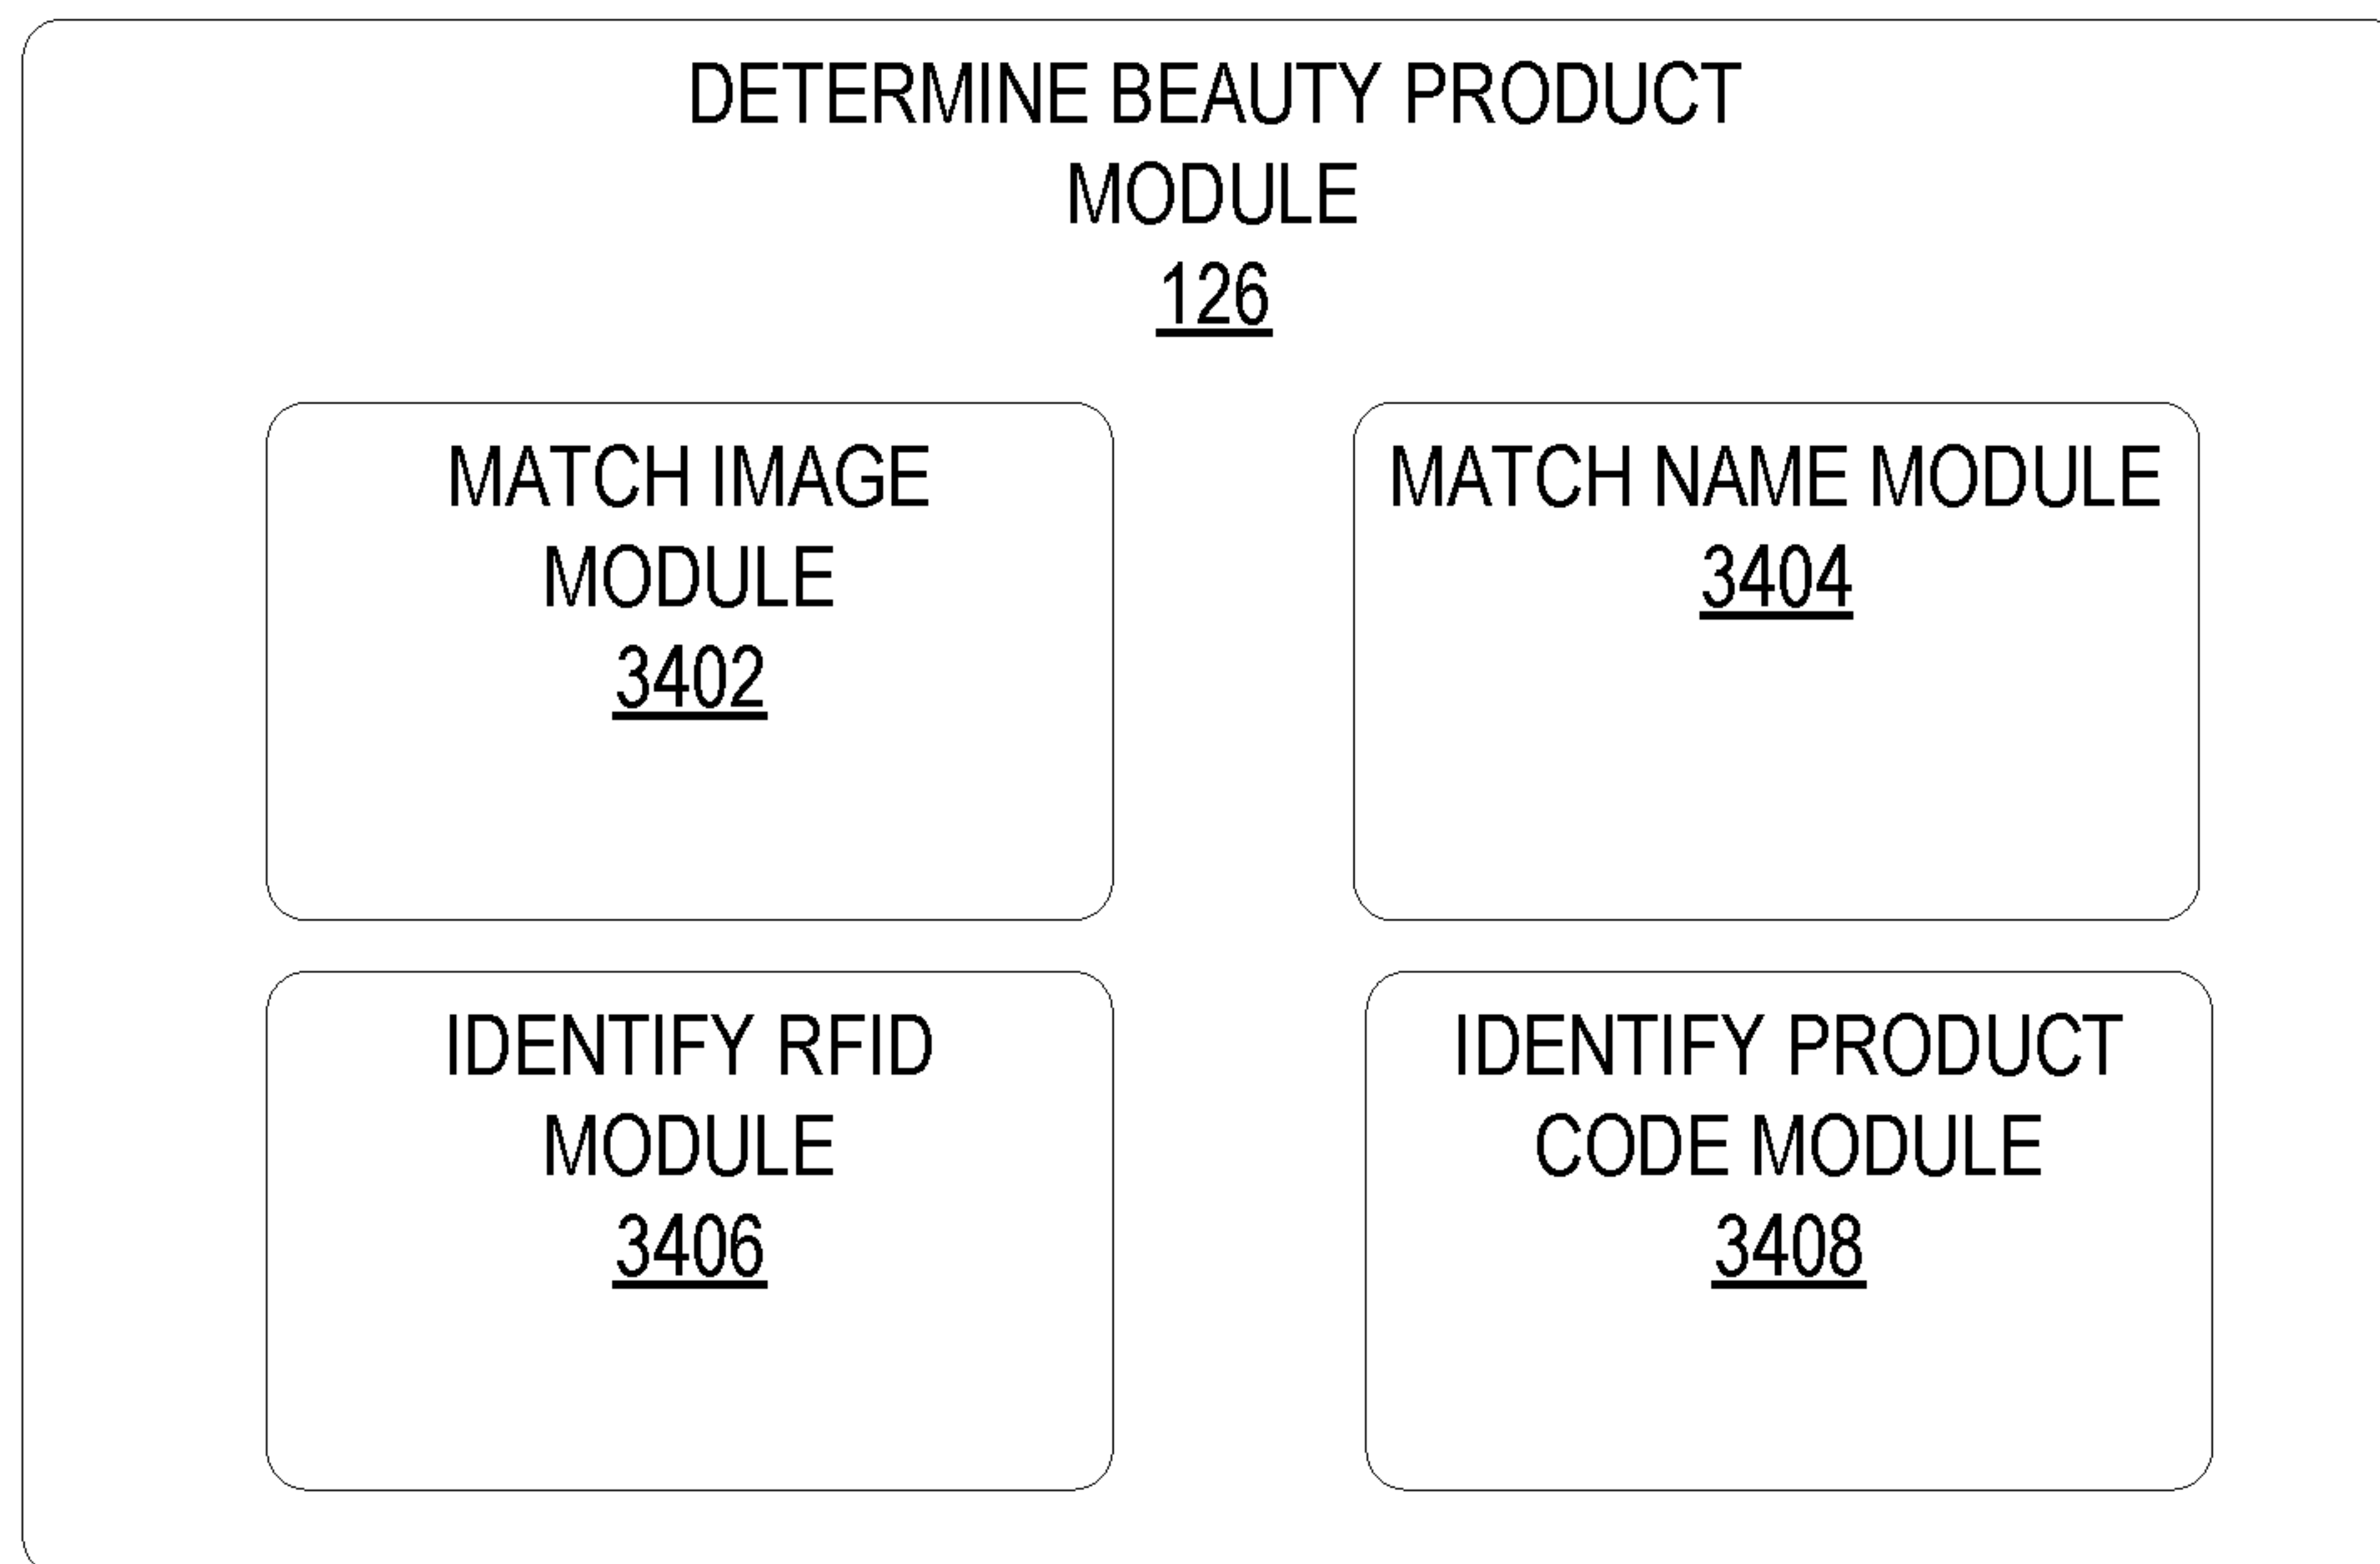 DETERMINE BEAUTY PRODUCT
MODULE
126
MATCH IMAGE
MODULE
3402
MATCH NAME MODULE
3404
IDENTIFY RFID
MODULE
3406
IDENTIFY PRODUCT
CODE MODULE
3408